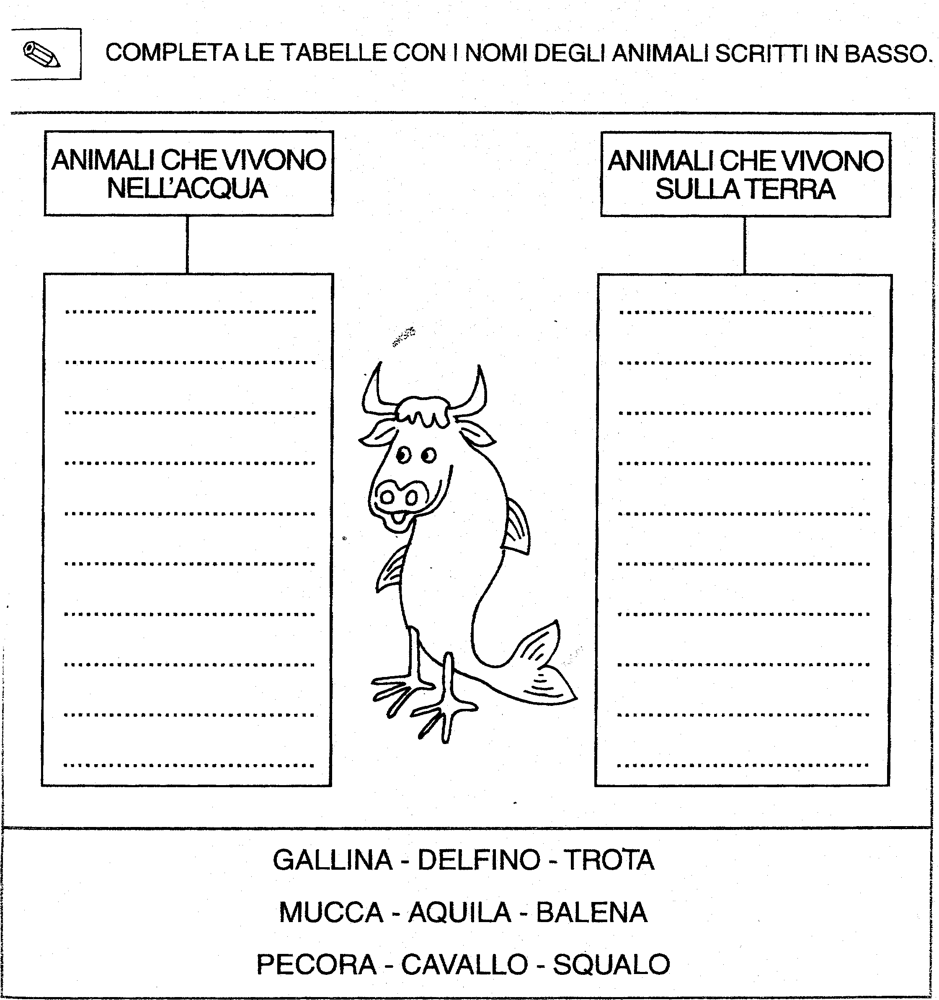 COMPLETA LE TABELLE CON I NOMI DEGLI ANIMALI SCRITTI IN BASSO.
ANIMALI CHE VIVONO
NELL'ACQUA
ANIMALI CHE VIVONO
SULLA TERRA
GALLINA - DELFINO - TROTA
MUCCA - AQUILA - BALENA
PECORA - CAVALLO - SQUALO